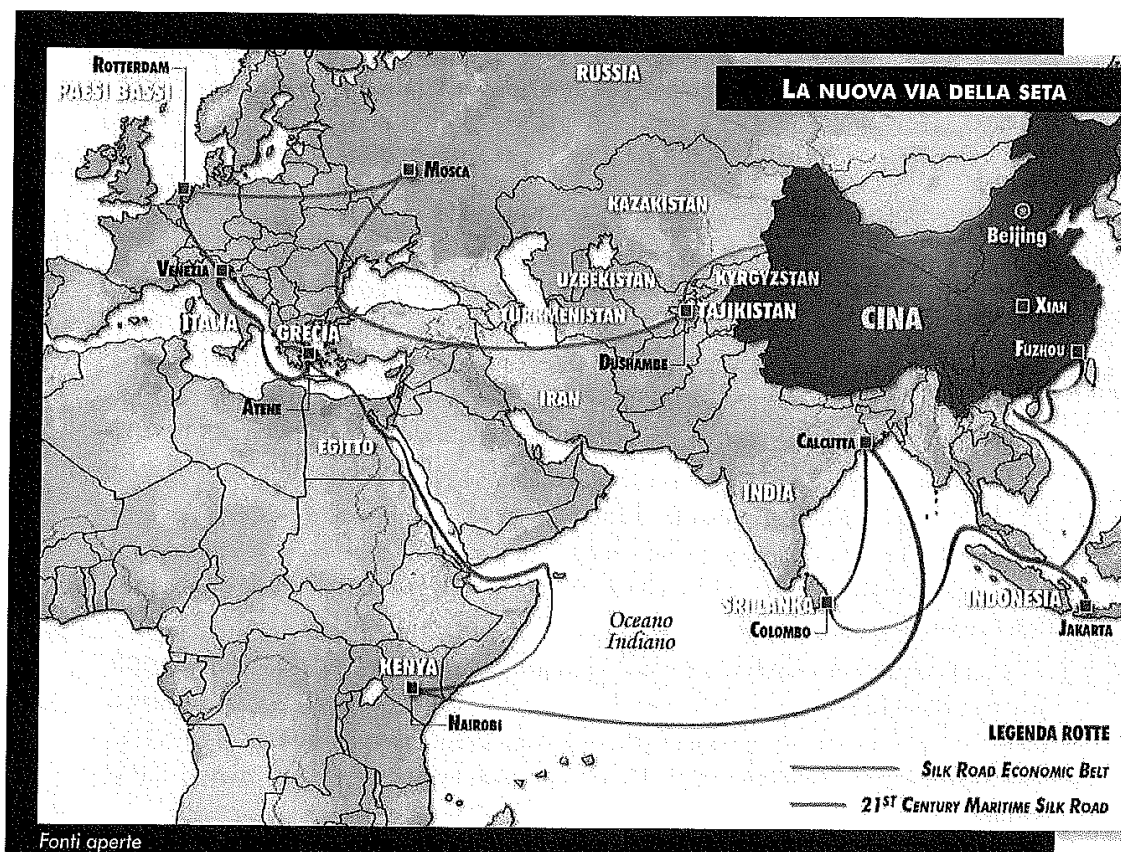 LA NUOVA VIA DELLA SETA
ROTTERDAM
PAESI BASSI
RUSSIA
MOSCA
KAZAKISTAN
Beijing
VENEZIA
UZBEKISTAN
KYRGYZSTAN
ITALIA
TURKMENISTAN
TAJIKISTAN
CINA
XIAN
GRECIA
FUZHOU
DUSHAMBE
ATENE
IRAN
EGITTO
CALCUTTA
INDIA
SRI LANKA
INDONESIA
Oceano
Indiano
COLOMBO
JAKARTA
KENYA
NAIROBI
LEGENDA ROTTE
SILK ROAD ECONOMIC BELT
21ST CENTURY MARITIME SILK ROAD
Fonti aperte